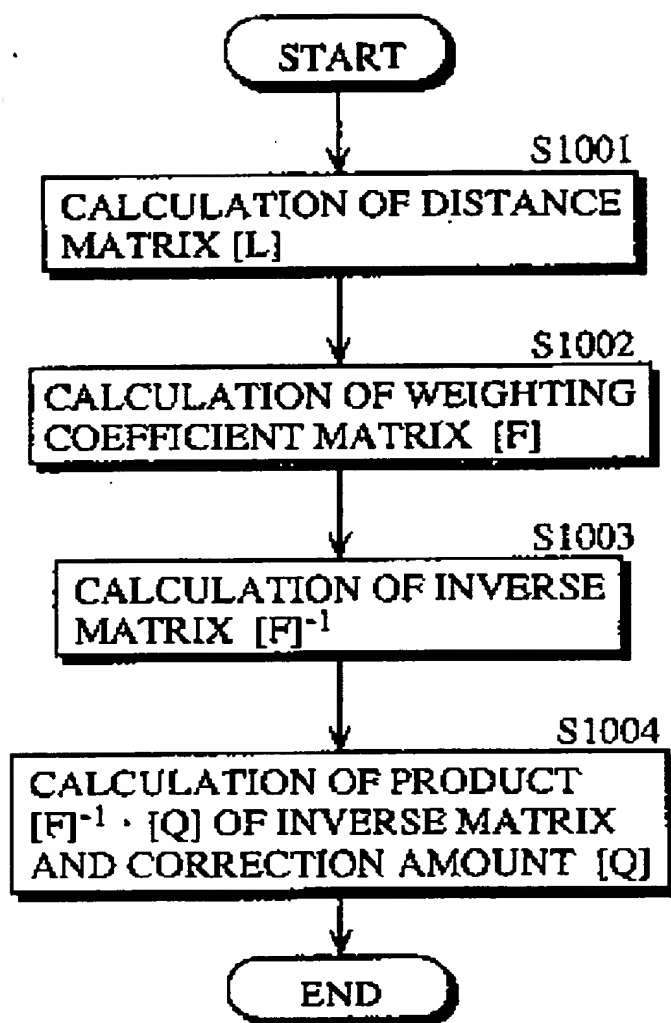 START
S1001
CALCULATION OF DISTANCE
MATRIX [L]
S1002
CALCULATION OF WEIGHTING
COEFFICIENT MATRIX [F]
S1003
CALCULATION OF INVERSE
MATRIX [F]⁻¹
S1004
CALCULATION OF PRODUCT
[F]⁻¹ · [Q] OF INVERSE MATRIX
AND CORRECTION AMOUNT [Q]
END